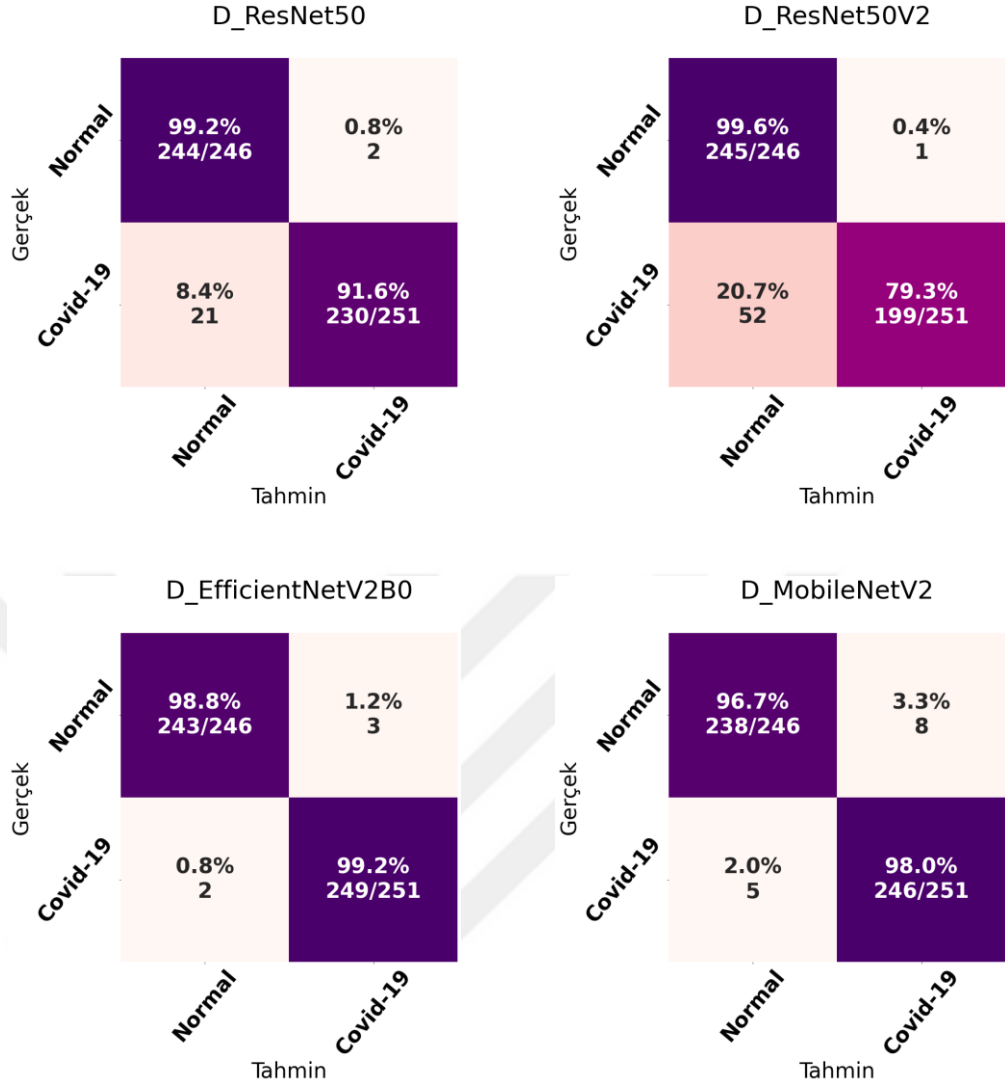 D_ResNet50
Gerçek
Normal
99.2%
244/246
0.8%
2
Covid-19
8.4%
21
91.6%
230/251
Normal
Covid-19
Tahmin
D_ResNet50V2
Gerçek
Normal
99.6%
245/246
0.4%
1
Covid-19
20.7%
52
79.3%
199/251
Normal
Covid-19
Tahmin
D_EfficientNetV2B0
Gerçek
Normal
98.8%
243/246
1.2%
3
Covid-19
0.8%
2
99.2%
249/251
Normal
Covid-19
Tahmin
D_MobileNetV2
Gerçek
Normal
96.7%
238/246
3.3%
8
Covid-19
2.0%
5
98.0%
246/251
Normal
Covid-19
Tahmin